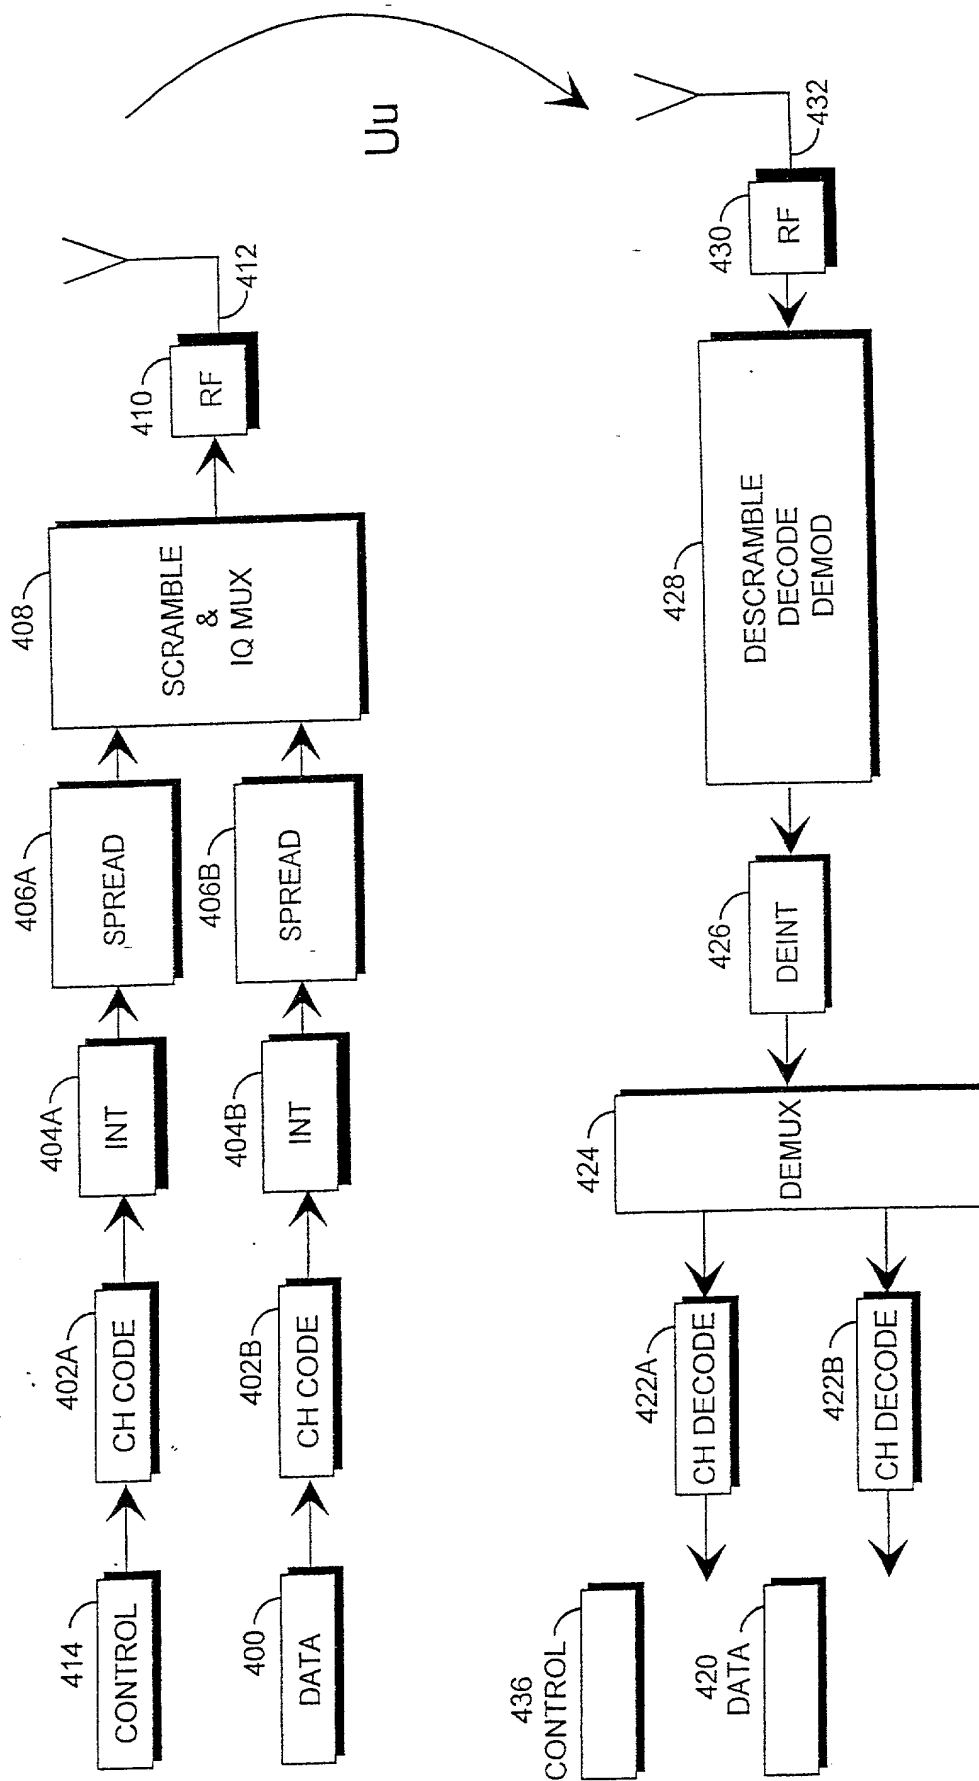 414
CONTROL
402A
CH CODE
404A
INT
406A
SPREAD
408
SCRAMBLE
&
IQ MUX
410
RF
412
400
DATA
402B
CH CODE
404B
INT
406B
SPREAD
Uu
436
CONTROL
422A
CH DECODE
424
DEMUX
426
DEINT
428
DESCRAMBLE
DECODE
DEMOD
430
RF
432
420
DATA
422B
CH DECODE